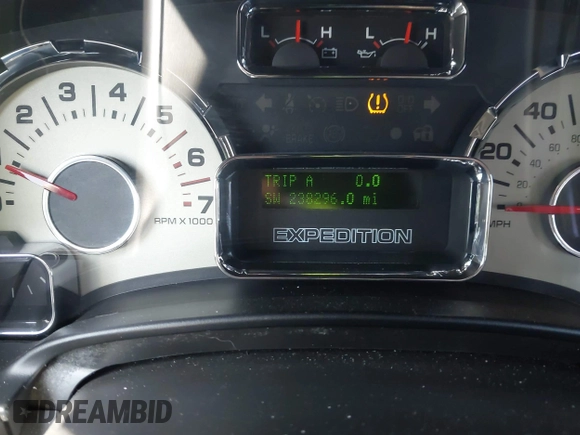 L H L H
1 2 3 4 5 6 7
RPM X 1000
TRIP A 0.0
SW 238296.0 mi
EXPEDITION
40
20
MPH
DREAMBID